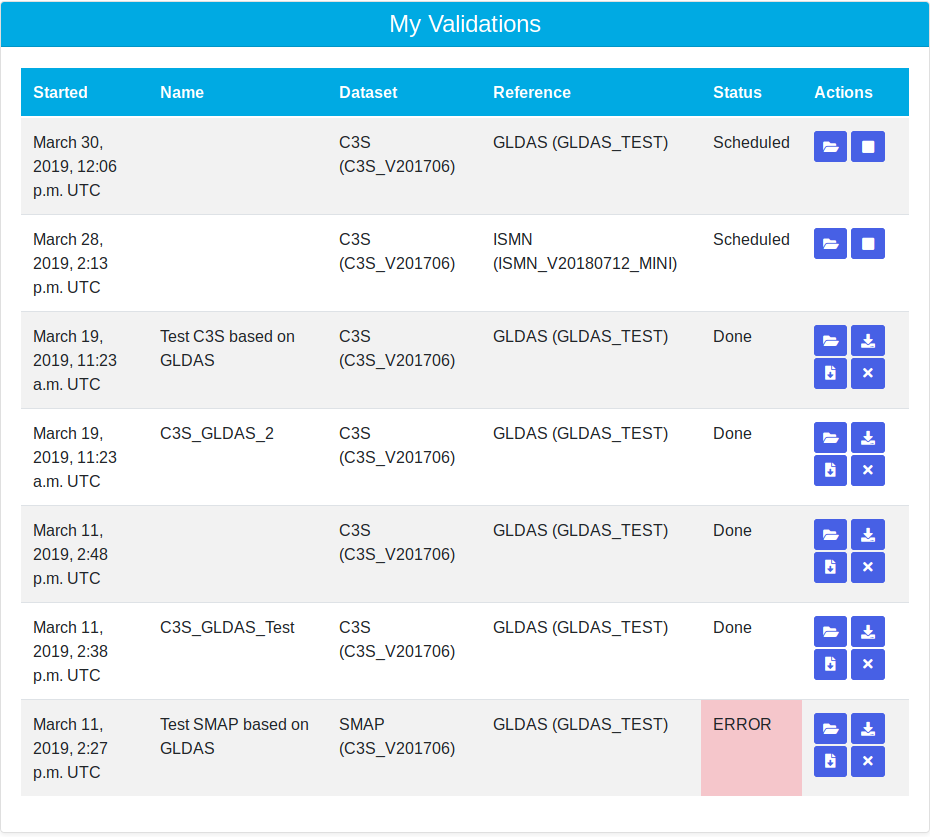 My Validations
Started Name Dataset Reference Status Actions
March 30, C3S GLDAS (GLDAS_TEST) Scheduled
2019, 12:06 (C3S_V201706)
p.m. UTC
March 28, C3S ISMN Scheduled
2019, 2:13 (C3S_V201706) (ISMN_V20180712_MINI)
p.m. UTC
March 19, Test C3S based on C3S GLDAS (GLDAS_TEST) Done
2019, 11:23 GLDAS (C3S_V201706)
a.m. UTC
March 19, C3S_GLDAS_2 C3S GLDAS (GLDAS_TEST) Done
2019, 11:23 (C3S_V201706)
a.m. UTC
March 11, C3S GLDAS (GLDAS_TEST) Done
2019, 2:48 (C3S_V201706)
p.m. UTC
March 11, C3S_GLDAS_Test C3S GLDAS (GLDAS_TEST) Done
2019, 2:38 (C3S_V201706)
p.m. UTC
March 11, Test SMAP based on SMAP GLDAS (GLDAS_TEST) ERROR
2019, 2:27 GLDAS (C3S_V201706)
p.m. UTC